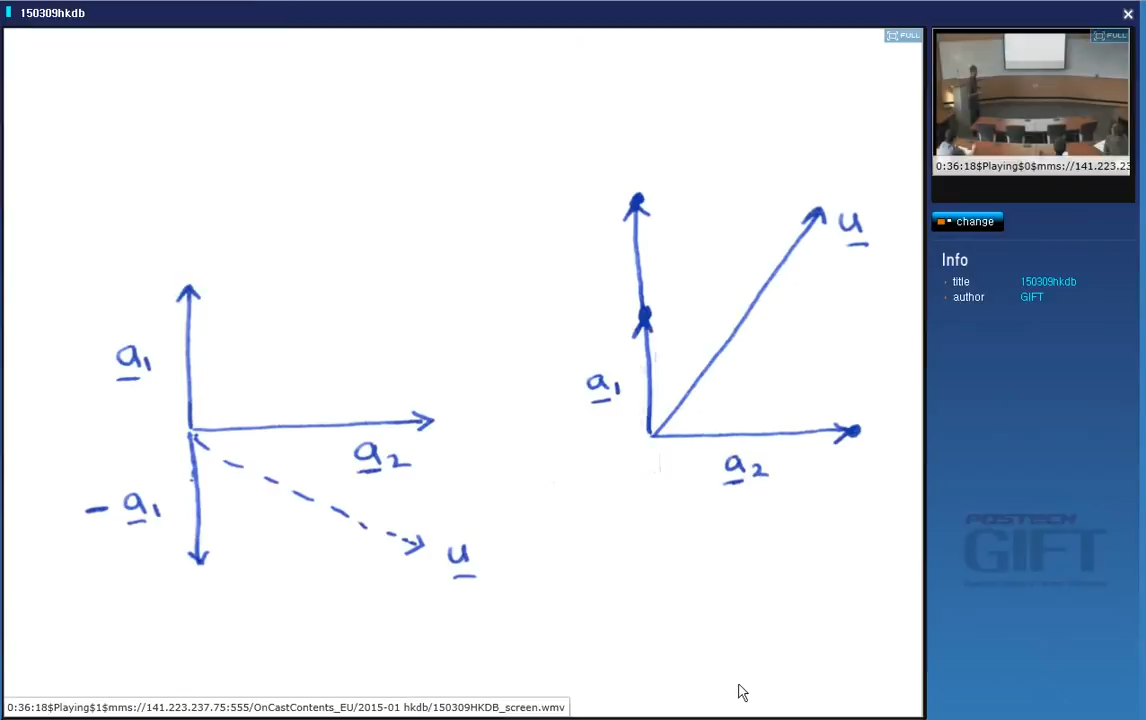 150309hkdb
FULL
FULL
0:36:18$Playing$0$mms://141.223.23
change
Info
title 150309hkdb
author GIFT
u
a1
a1
a2
a2
- a1
u
POSTECH
GIFT
0:36:18$Playing$1$mms://141.223.237.75:555/OnCastContents_EU/2015-01 hkdb/150309HKDB_screen.wmv